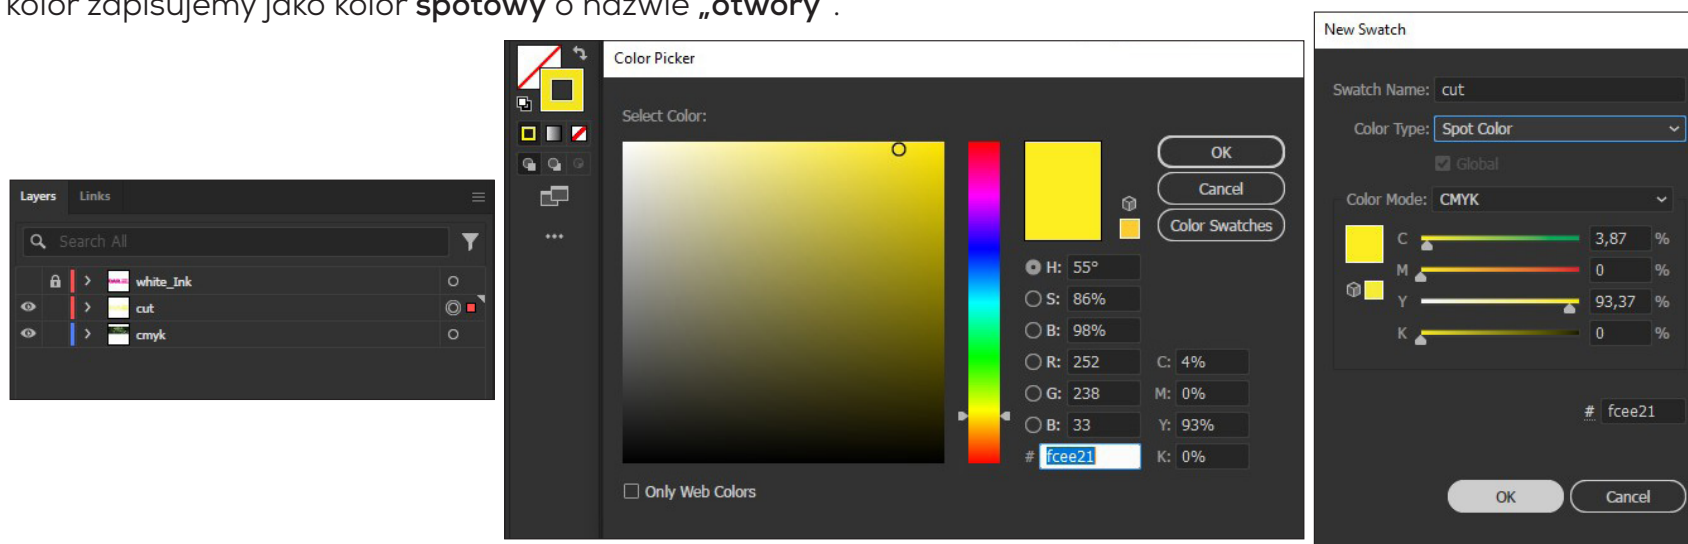 kolor zapisujemy jako kolor spotowy o nazwie „otwory”.
New Swatch
Color Picker
Swatch Name: cut
Select Color:
Color Type: Spot Color
OK
Global
Cancel
Layers Links
Color Mode: CMYK
Color Swatches
Search All
C 3,87 %
H: 55°
M 0 %
white_Ink
S: 86%
Y 93,37 %
cut
B: 98%
K 0 %
cmyk
R: 252 C: 4%
G: 238 M: 0%
# fcee21
B: 33 Y: 93%
# fcee21 K: 0%
Only Web Colors
OK Cancel